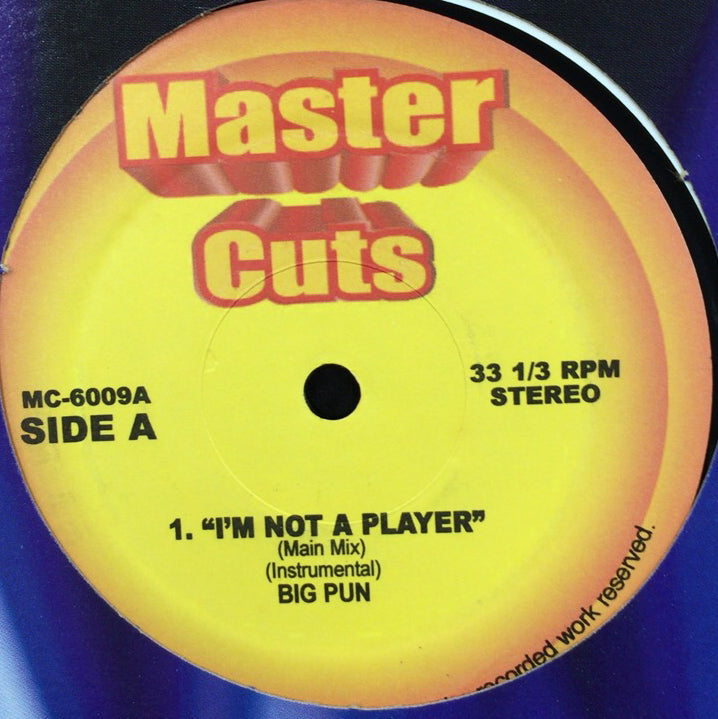 Master
Cuts
MC-6009A
SIDE A
33 1/3 RPM
STEREO
1. “I’M NOT A PLAYER”
(Main Mix)
(Instrumental)
BIG PUN
work reserved.